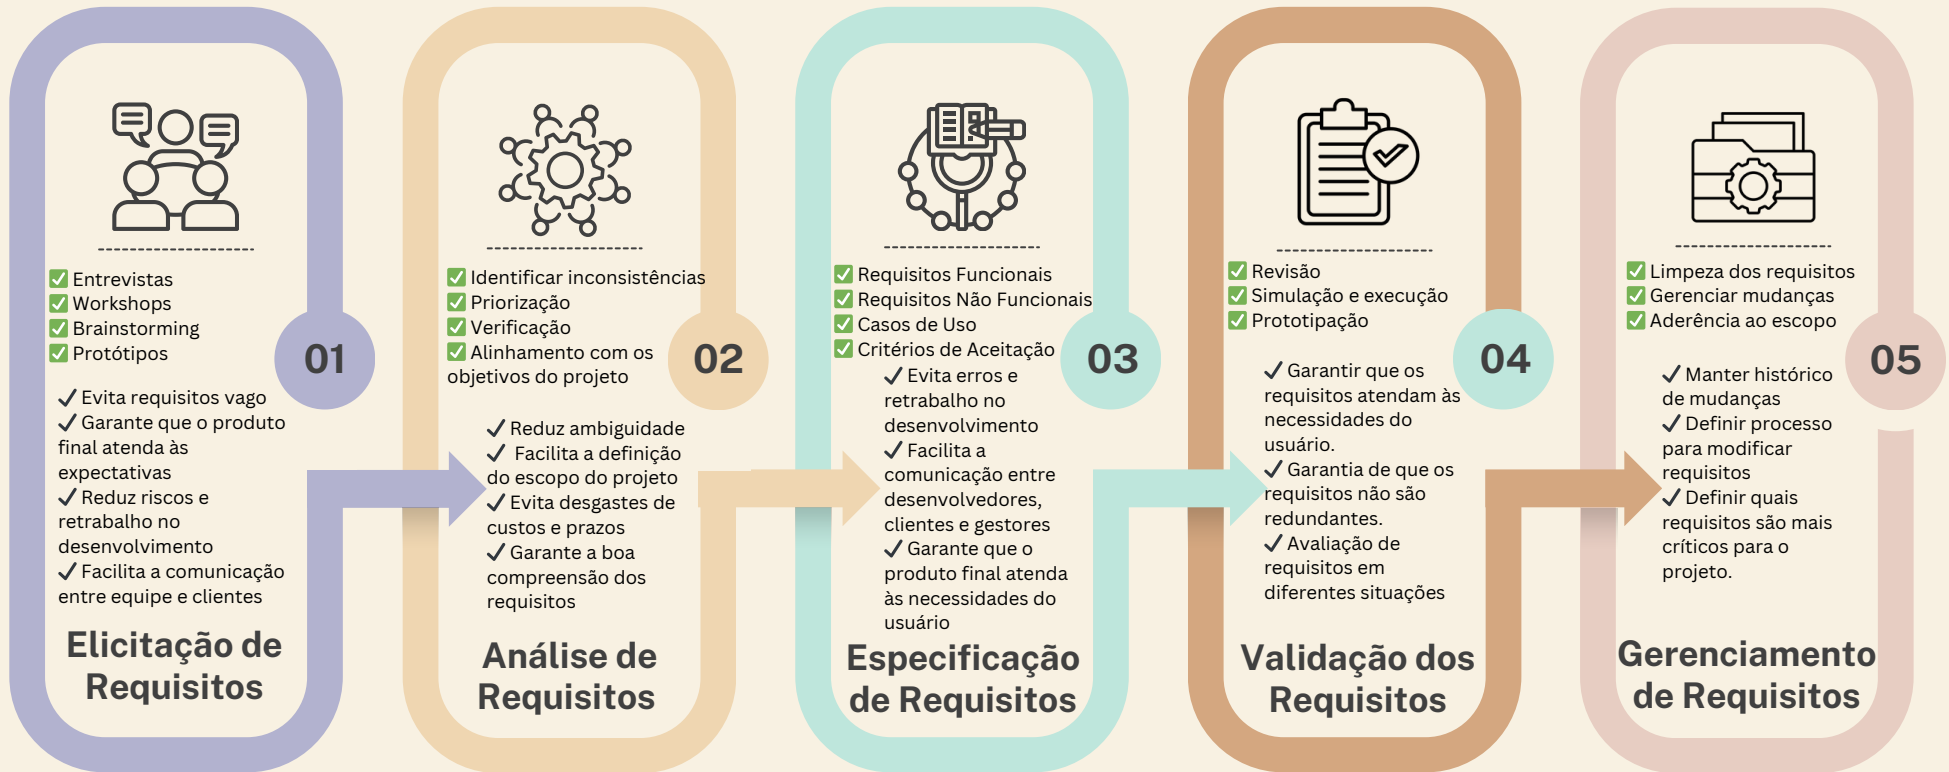 ✅ Entrevistas
✅ Workshops
✅ Brainstorming
✅ Protótipos
✓ Evita requisitos vago
✓ Garante que o produto
final atenda às
expectativas
✓ Reduz riscos e
retrabalho no
desenvolvimento
✓ Facilita a comunicação
entre equipe e clientes
Elicitação de
Requisitos
01
✅ Identificar inconsistências
✅ Priorização
✅ Verificação
✅ Alinhamento com os
objetivos do projeto
✓ Reduz ambiguidade
✓ Facilita a definição
do escopo do projeto
✓ Evita desgastes de
custos e prazos
✓ Garante a boa
compreensão dos
requisitos
Análise de
Requisitos
02
✅ Requisitos Funcionais
✅ Requisitos Não Funcionais
✅ Casos de Uso
✅ Critérios de Aceitação
✓ Evita erros e
retrabalho no
desenvolvimento
✓ Facilita a
comunicação entre
desenvolvedores,
clientes e gestores
✓ Garante que o
produto final atenda
às necessidades do
usuário
Especificação
de Requisitos
03
✅ Revisão
✅ Simulação e execução
✅ Prototipação
✓ Garantir que os
requisitos atendam às
necessidades do
usuário.
✓ Garantia de que os
requisitos não são
redundantes.
✓ Avaliação de
requisitos em
diferentes situações
Validação dos
Requisitos
04
✅ Limpeza dos requisitos
✅ Gerenciar mudanças
✅ Aderência ao escopo
✓ Manter histórico
de mudanças
✓ Definir processo
para modificar
requisitos
✓ Definir quais
requisitos são mais
críticos para o
projeto.
Gerenciamento
de Requisitos
05